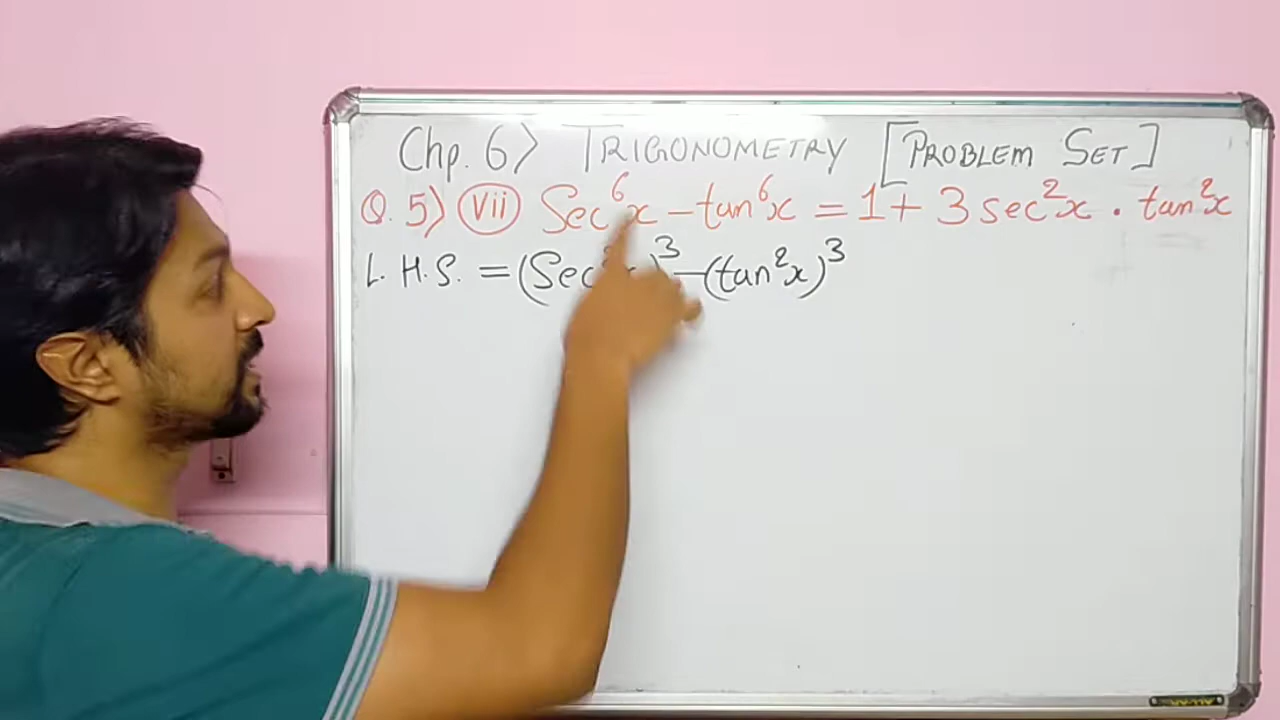 Chp. 6) TRIGONOMETRY [PROBLEM SET]
Q. 5) (vii) Sec⁶x – tan⁶x = 1 + 3 sec²x . tan²x
L. H. S. = (Sec )³ – (tan²x)³